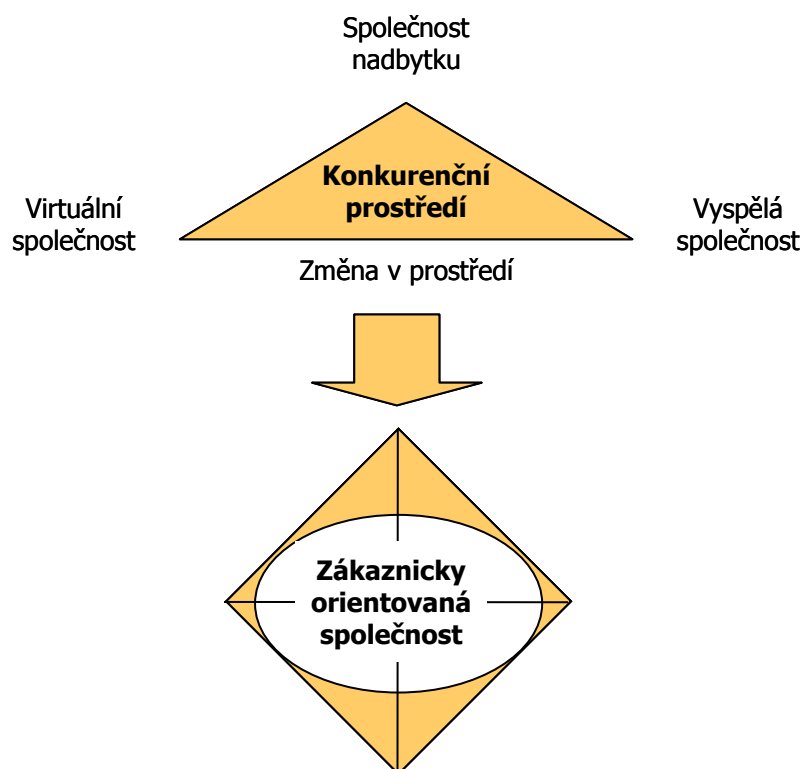 Společnost
nadbytku
Konkurenční
prostředí
Virtuální
společnost
Vyspělá
společnost
Změna v prostředí
Zákaznicky
orientovaná
společnost